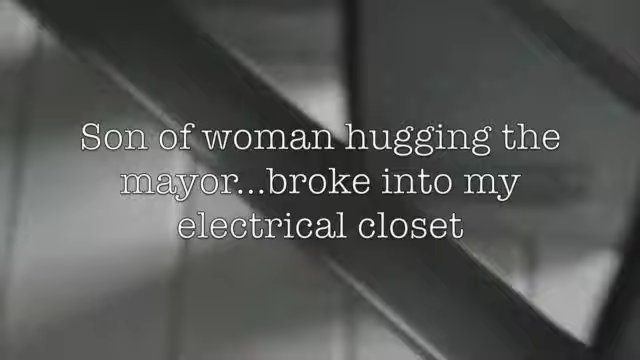 Son of woman hugging the
mayor...broke into my
electrical closet